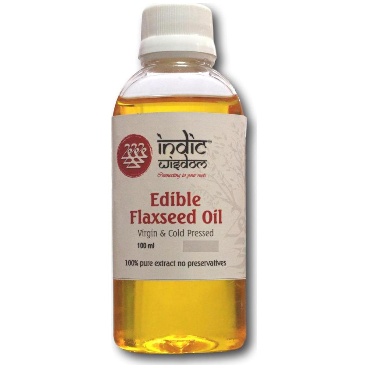 indic
wisdom
Connecting to your roots
Edible
Flaxseed Oil
Virgin & Cold Pressed
100 ml
100% pure extract no preservatives